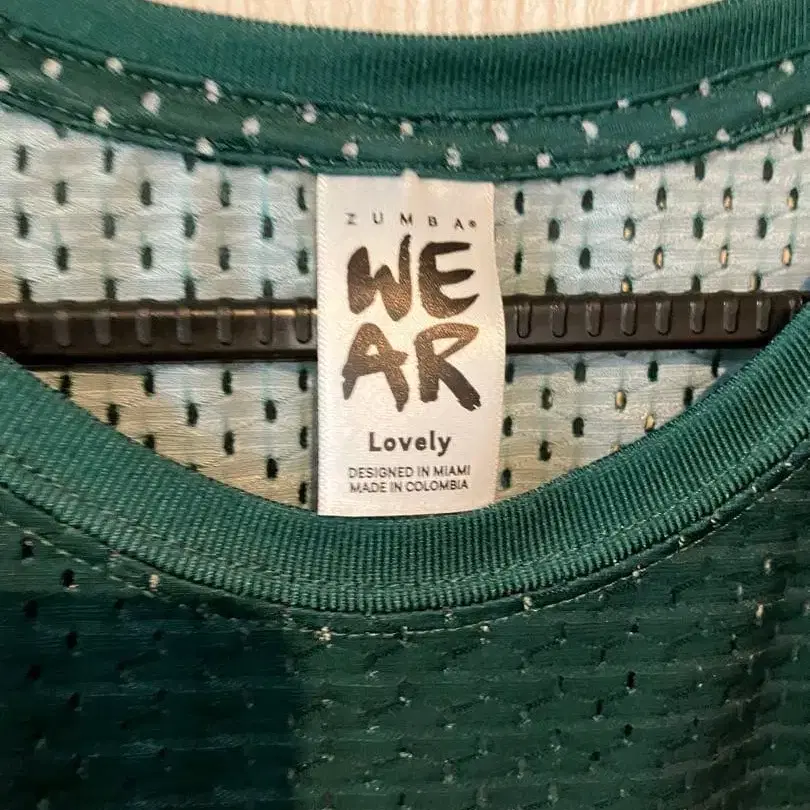 ZUMBA®
WE
AR
Lovely
DESIGNED IN MIAMI
MADE IN COLOMBIA